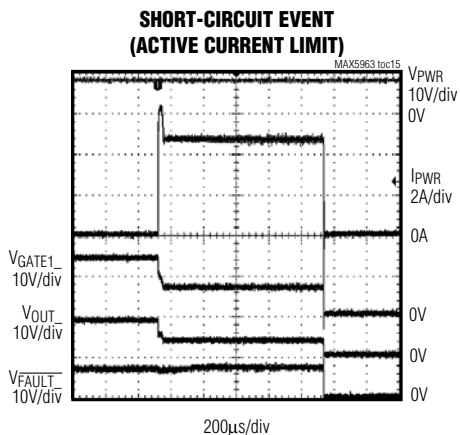 SHORT-CIRCUIT EVENT
(ACTIVE CURRENT LIMIT)
MAX5963 toc15
VPWR
10V/div
0V
IPWR
2A/div
0A
VGATE1_
10V/div
0V
VOUT_
10V/div
0V
VFAULT_
10V/div
0V
200µs/div